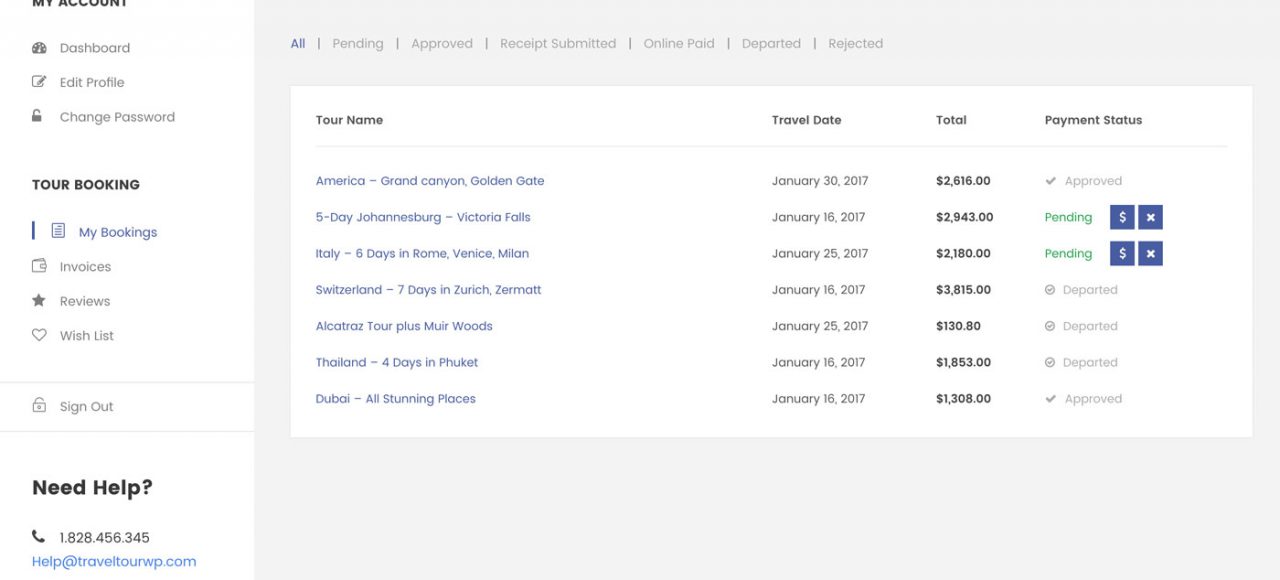 MY ACCOUNT
Dashboard
Edit Profile
Change Password
TOUR BOOKING
My Bookings
Invoices
Reviews
Wish List
Sign Out
Need Help?
1.828.456.345
Help@traveltourwp.com
All | Pending | Approved | Receipt Submitted | Online Paid | Departed | Rejected
Tour Name Travel Date Total Payment Status
America – Grand canyon, Golden Gate January 30, 2017 $2,616.00 Approved
5-Day Johannesburg – Victoria Falls January 16, 2017 $2,943.00 Pending $
Italy – 6 Days in Rome, Venice, Milan January 25, 2017 $2,180.00 Pending $
Switzerland – 7 Days in Zurich, Zermatt January 16, 2017 $3,815.00 Departed
Alcatraz Tour plus Muir Woods January 25, 2017 $130.80 Departed
Thailand – 4 Days in Phuket January 16, 2017 $1,853.00 Departed
Dubai – All Stunning Places January 16, 2017 $1,308.00 Approved